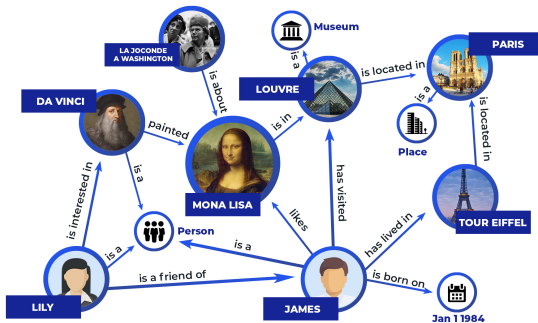 LA JOCONDE
A WASHINGTON
Museum
PARIS
is a
is located in
LOUVRE
DA VINCI
is about
is a
painted
is in
is located in
Place
MONA LISA
is interested in
is a
has visited
TOUR EIFFEL
likes
has lived in
Person
is a
is a
is a friend of
is born on
LILY
JAMES
Jan 1 1984